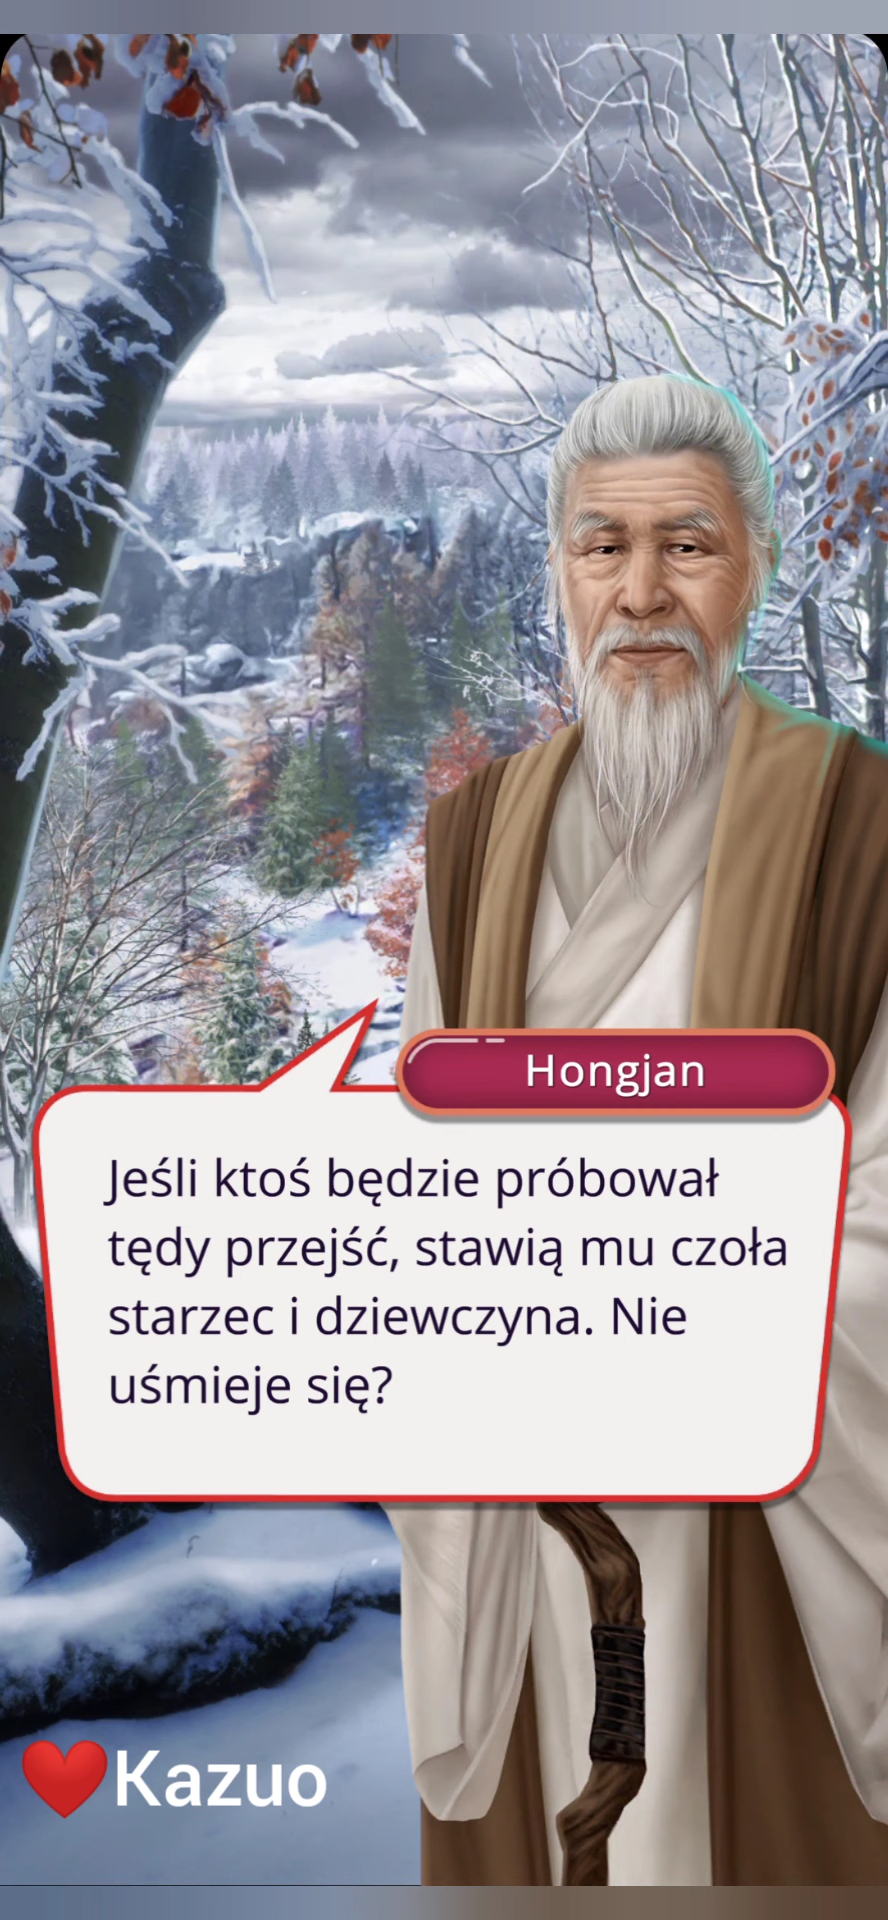 Hongjan
Jeśli ktoś będzie próbował
tędy przejść, stawią mu czoła
starzec i dziewczyna. Nie
uśmieje się?
❤️Kazuo